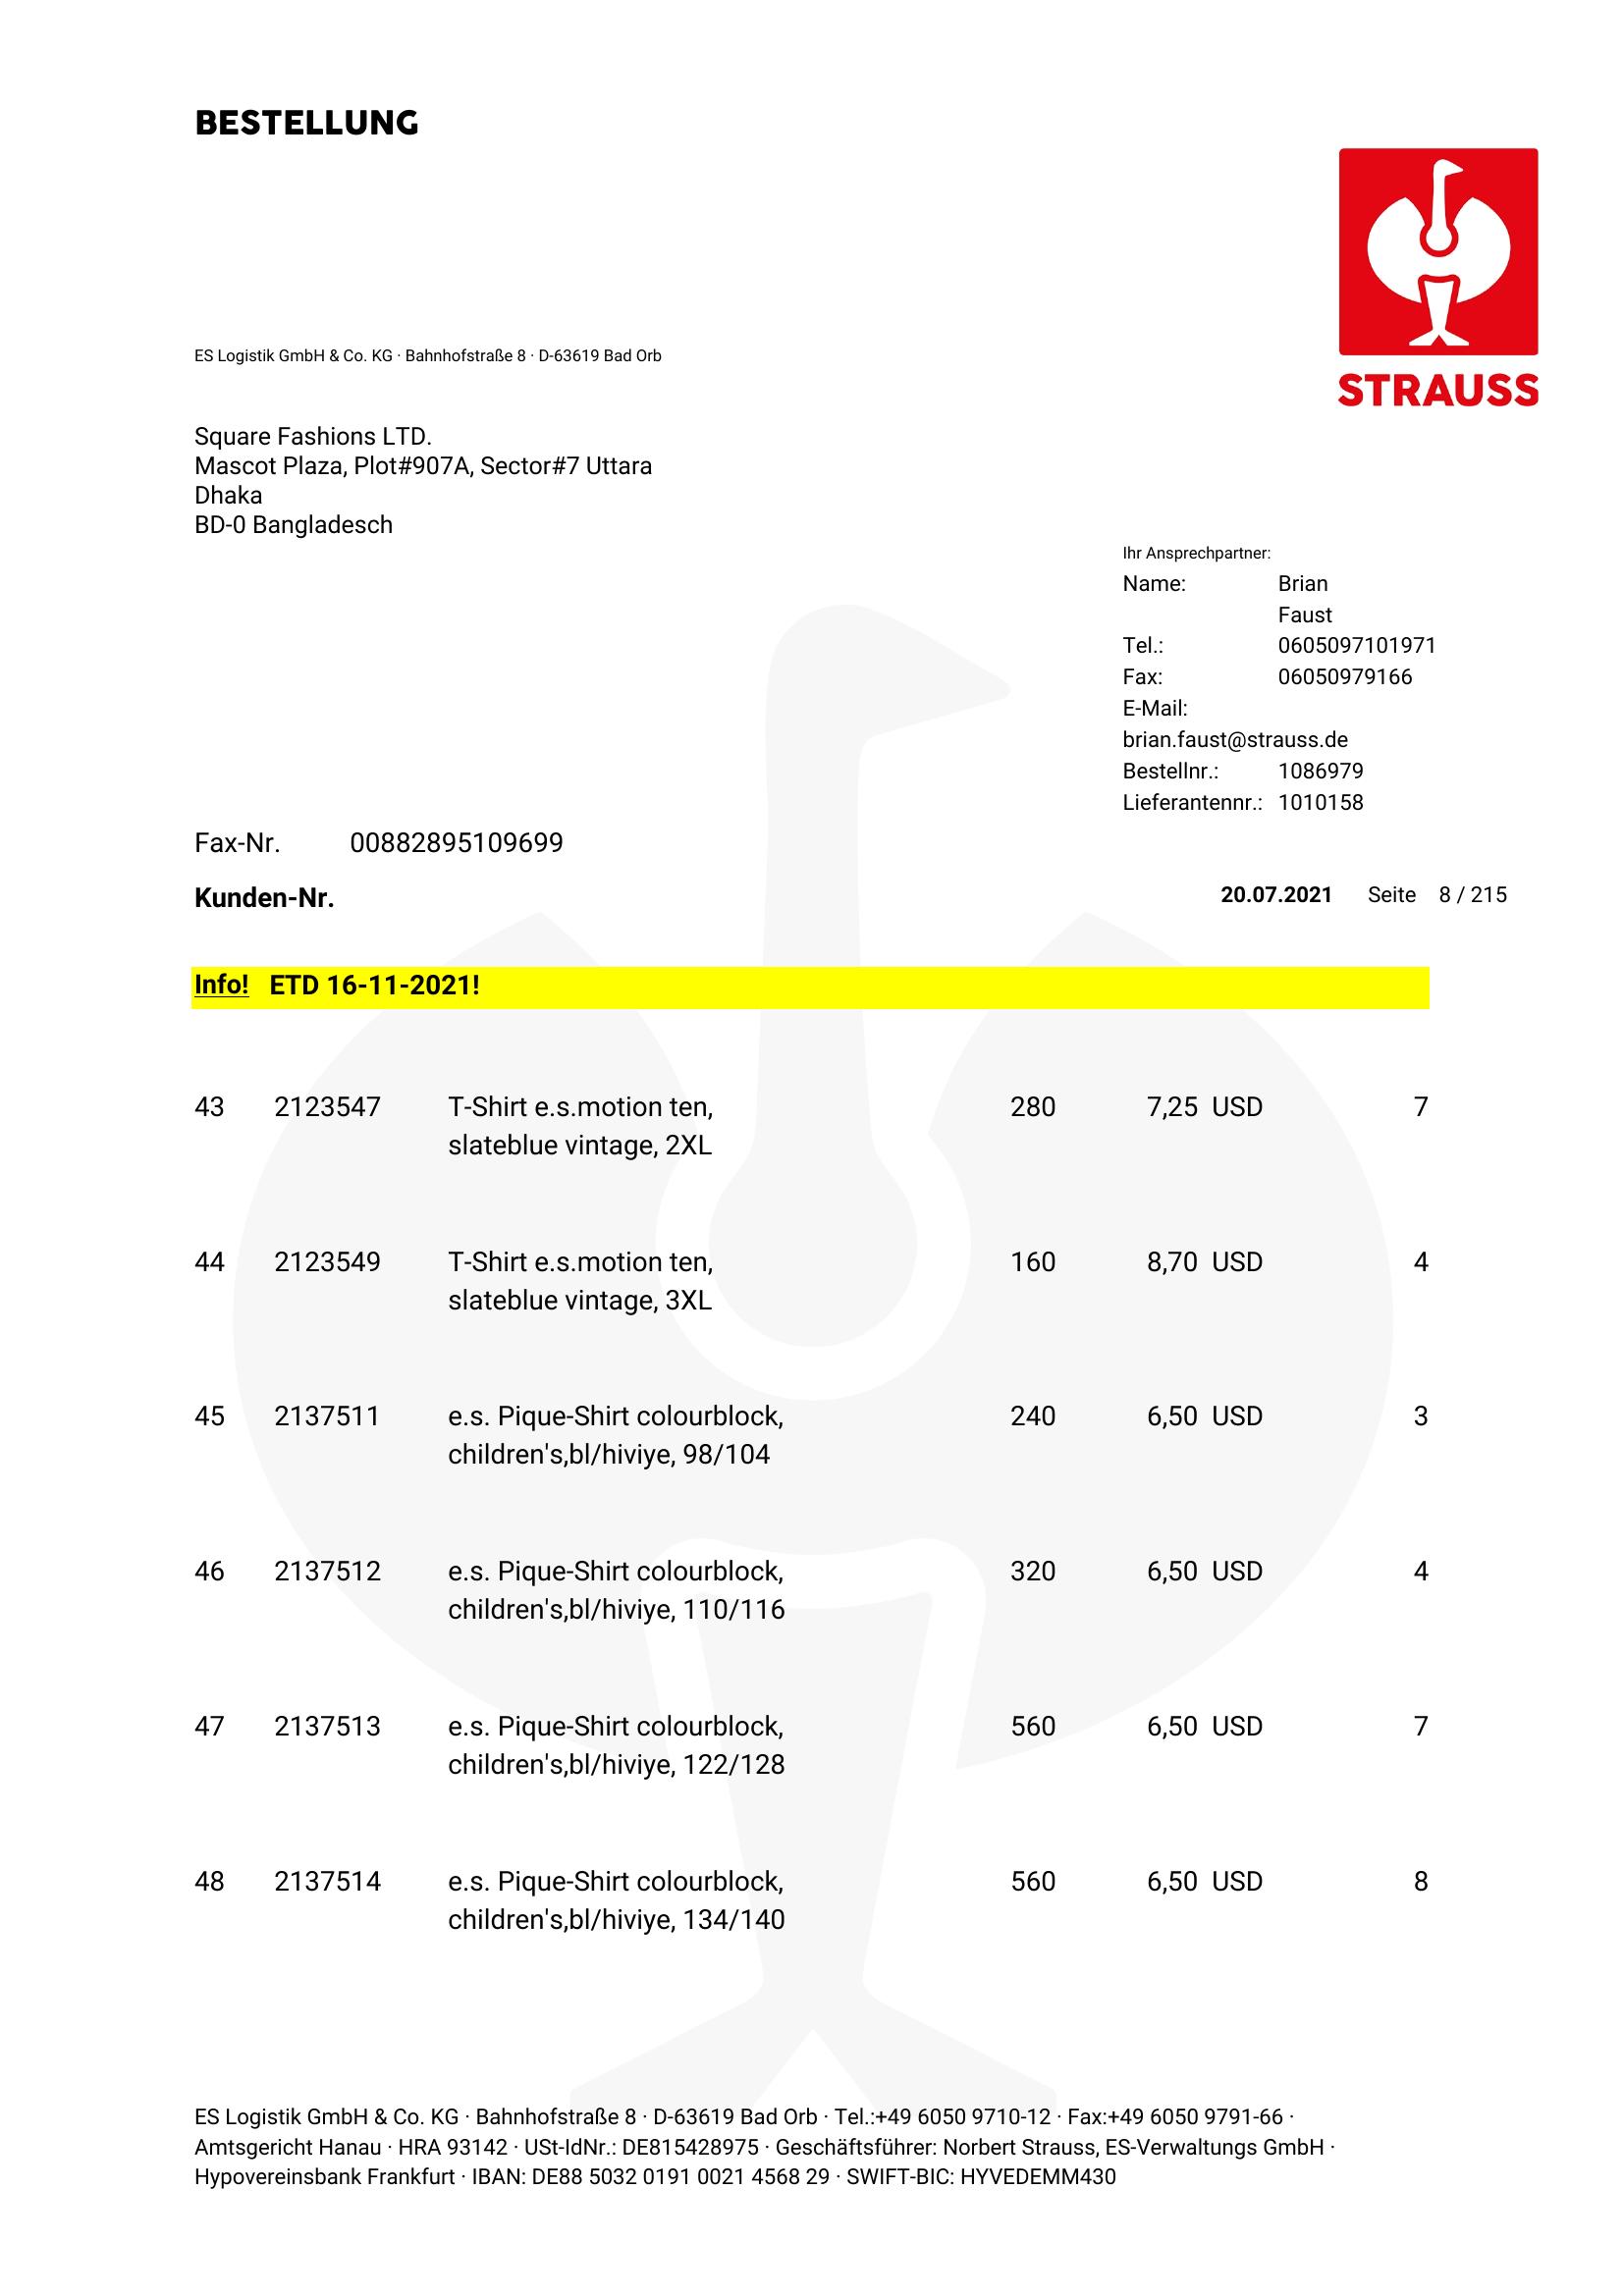 BESTELLUNG
STRAUSS
ES Logistik GmbH & Co. KG · Bahnhofstraße 8 · D-63619 Bad Orb
Square Fashions LTD.
Mascot Plaza, Plot#907A, Sector#7 Uttara
Dhaka
BD-0 Bangladesch
Ihr Ansprechpartner:
Name: Brian
Faust
Tel.: 0605097101971
Fax: 06050979166
E-Mail:
brian.faust@strauss.de
Bestellnr.: 1086979
Lieferantennr.: 1010158
Fax-Nr. 00882895109699
Kunden-Nr. 20.07.2021 Seite 8 / 215
Info! ETD 16-11-2021!
43 2123547 T-Shirt e.s.motion ten, 280 7,25 USD 7
slateblue vintage, 2XL
44 2123549 T-Shirt e.s.motion ten, 160 8,70 USD 4
slateblue vintage, 3XL
45 2137511 e.s. Pique-Shirt colourblock, 240 6,50 USD 3
children's,bl/hiviye, 98/104
46 2137512 e.s. Pique-Shirt colourblock, 320 6,50 USD 4
children's,bl/hiviye, 110/116
47 2137513 e.s. Pique-Shirt colourblock, 560 6,50 USD 7
children's,bl/hiviye, 122/128
48 2137514 e.s. Pique-Shirt colourblock, 560 6,50 USD 8
children's,bl/hiviye, 134/140
ES Logistik GmbH & Co. KG · Bahnhofstraße 8 · D-63619 Bad Orb · Tel.:+49 6050 9710-12 · Fax:+49 6050 9791-66 ·
Amtsgericht Hanau · HRA 93142 · USt-IdNr.: DE815428975 · Geschäftsführer: Norbert Strauss, ES-Verwaltungs GmbH ·
Hypovereinsbank Frankfurt · IBAN: DE88 5032 0191 0021 4568 29 · SWIFT-BIC: HYVEDEMM430